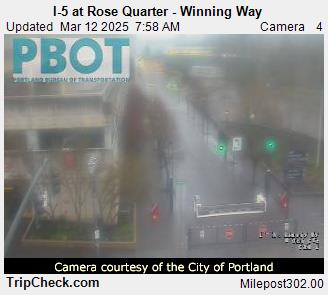 I-5 at Rose Quarter - Winning Way
Updated Mar 12 2025 7:58 AM Camera 4
PBOT
PORTLAND BUREAU OF TRANSPORTATION
Camera courtesy of the City of Portland
TripCheck.com Milepost302.00